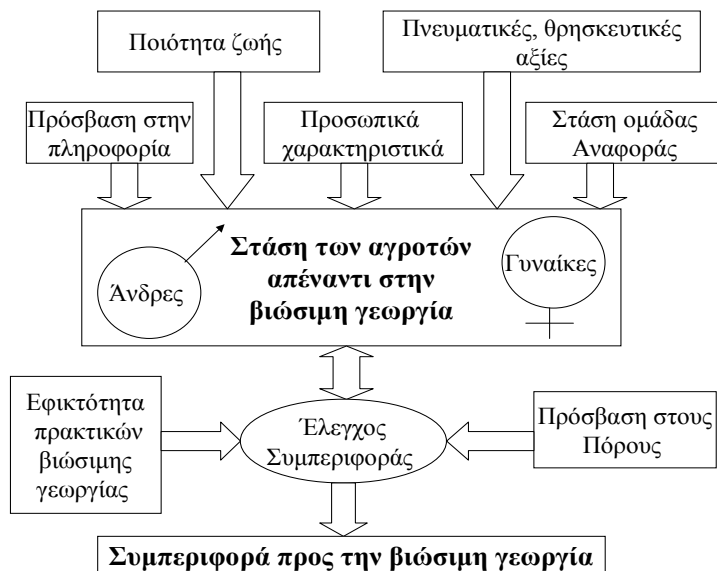 Ποιότητα ζωής
Πνευματικές, θρησκευτικές
αξίες
Πρόσβαση στην
πληροφορία
Προσωπικά
χαρακτηριστικά
Στάση ομάδας
Αναφοράς
Άνδρες
Στάση των αγροτών
απέναντι στην
βιώσιμη γεωργία
Γυναίκες
Εφικτότητα
πρακτικών
βιώσιμης
γεωργίας
Έλεγχος
Συμπεριφοράς
Πρόσβαση στους
Πόρους
Συμπεριφορά προς την βιώσιμη γεωργία